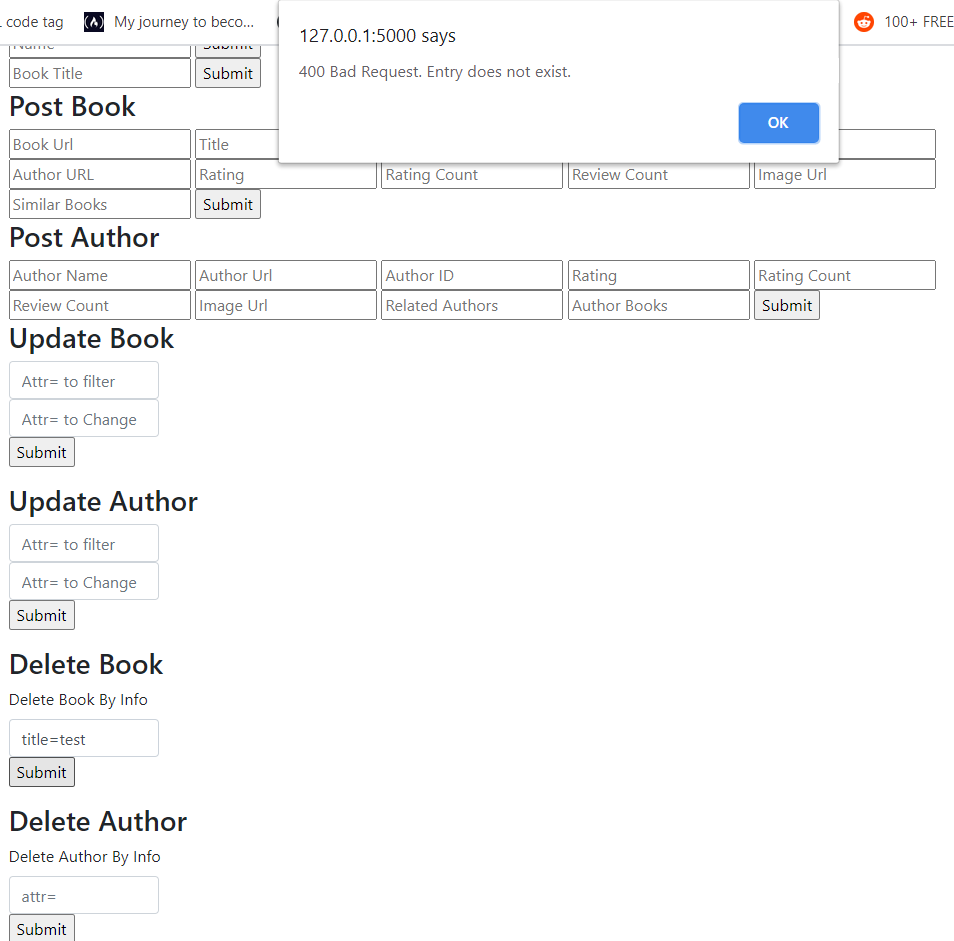 . code tag My journey to beco... 100+ FREE
127.0.0.1:5000 says
400 Bad Request. Entry does not exist.
OK
Name Submit
Book Title Submit
Post Book
Book Url Title
Author URL Rating Rating Count Review Count Image Url
Similar Books Submit
Post Author
Author Name Author Url Author ID Rating Rating Count
Review Count Image Url Related Authors Author Books Submit
Update Book
Attr= to filter
Attr= to Change
Submit
Update Author
Attr= to filter
Attr= to Change
Submit
Delete Book
Delete Book By Info
title=test
Submit
Delete Author
Delete Author By Info
attr=
Submit